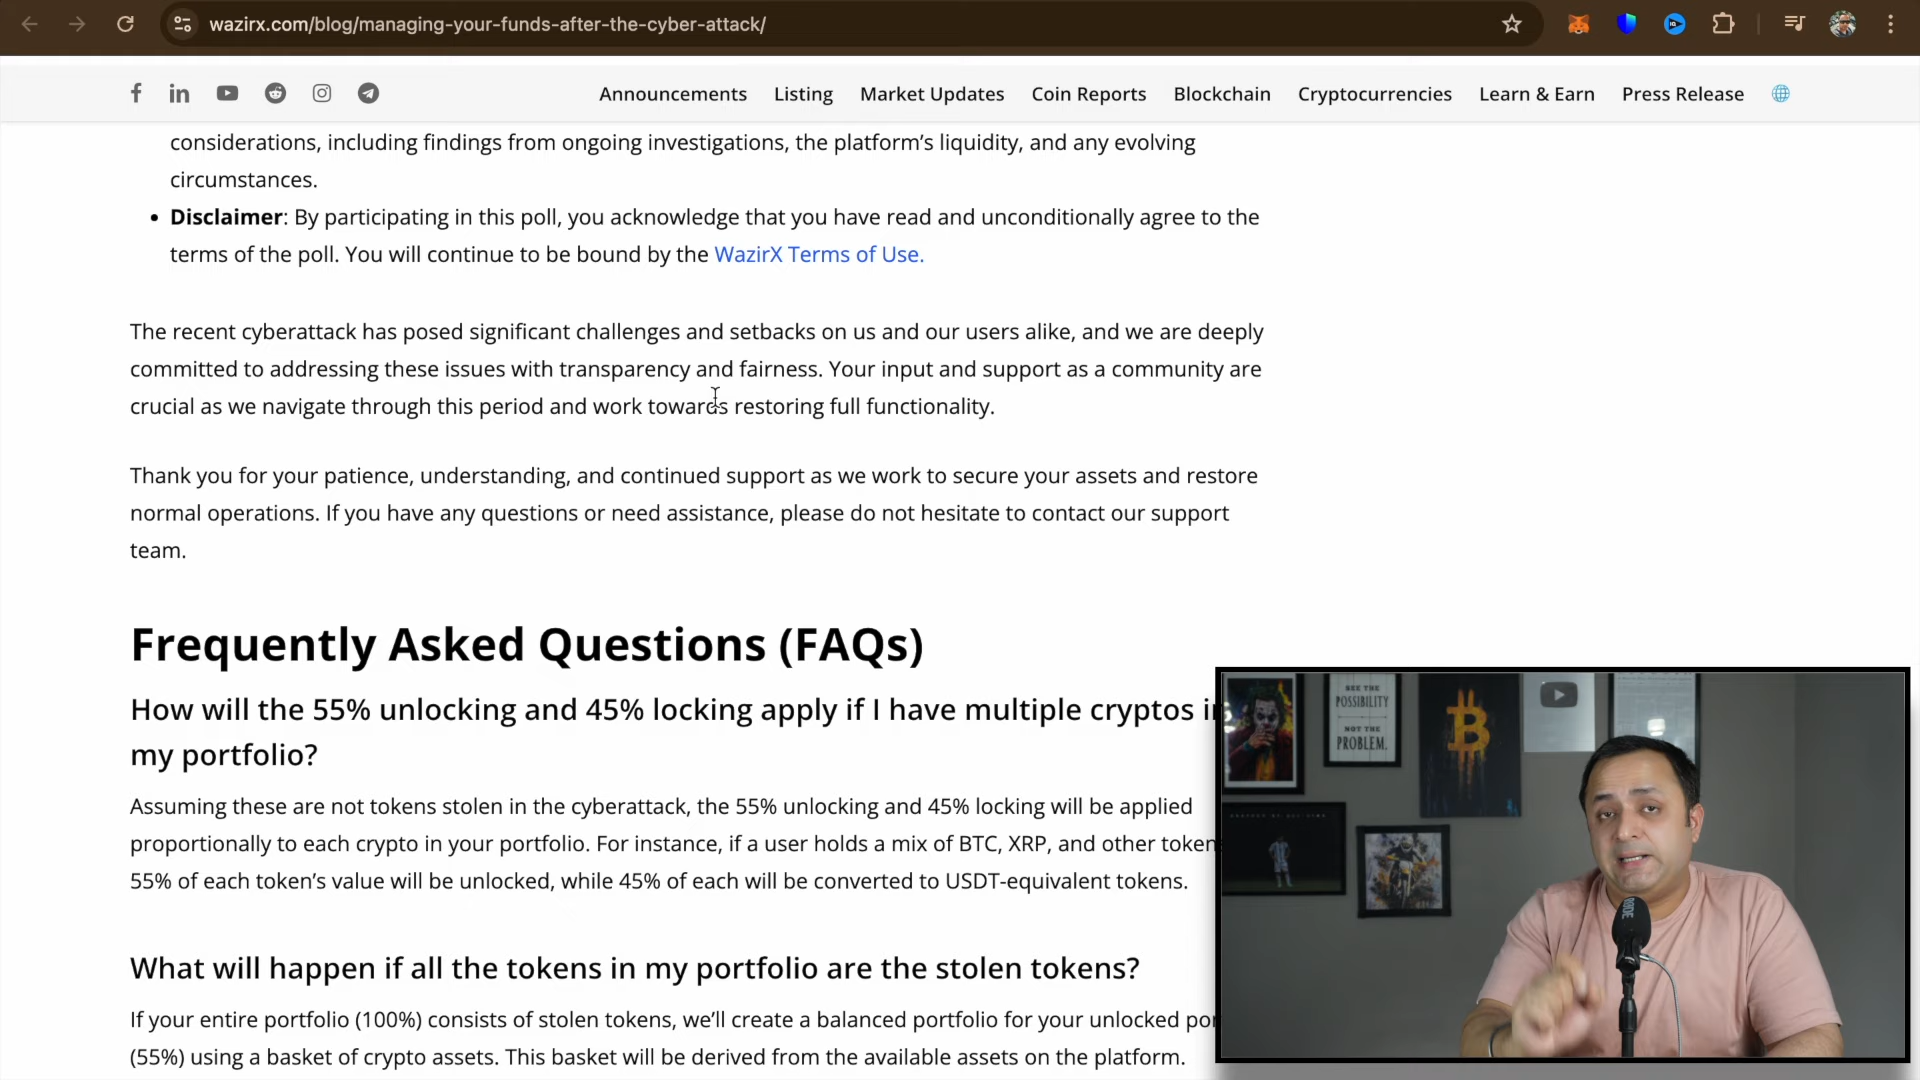 wazirx.com/blog/managing-your-funds-after-the-cyber-attack/
Announcements Listing Market Updates Coin Reports Blockchain Cryptocurrencies Learn & Earn Press Release
considerations, including findings from ongoing investigations, the platform’s liquidity, and any evolving
circumstances.
• Disclaimer: By participating in this poll, you acknowledge that you have read and unconditionally agree to the
terms of the poll. You will continue to be bound by the WazirX Terms of Use.
The recent cyberattack has posed significant challenges and setbacks on us and our users alike, and we are deeply
committed to addressing these issues with transparency and fairness. Your input and support as a community are
crucial as we navigate through this period and work towards restoring full functionality.
Thank you for your patience, understanding, and continued support as we work to secure your assets and restore
normal operations. If you have any questions or need assistance, please do not hesitate to contact our support
team.
Frequently Asked Questions (FAQs)
How will the 55% unlocking and 45% locking apply if I have multiple cryptos in
my portfolio?
Assuming these are not tokens stolen in the cyberattack, the 55% unlocking and 45% locking will be applied
proportionally to each crypto in your portfolio. For instance, if a user holds a mix of BTC, XRP, and other token
55% of each token’s value will be unlocked, while 45% of each will be converted to USDT-equivalent tokens.
What will happen if all the tokens in my portfolio are the stolen tokens?
If your entire portfolio (100%) consists of stolen tokens, we’ll create a balanced portfolio for your unlocked po
(55%) using a basket of crypto assets. This basket will be derived from the available assets on the platform.
SEE THE
POSSIBILITY
NOT THE
PROBLEM.
RØDE